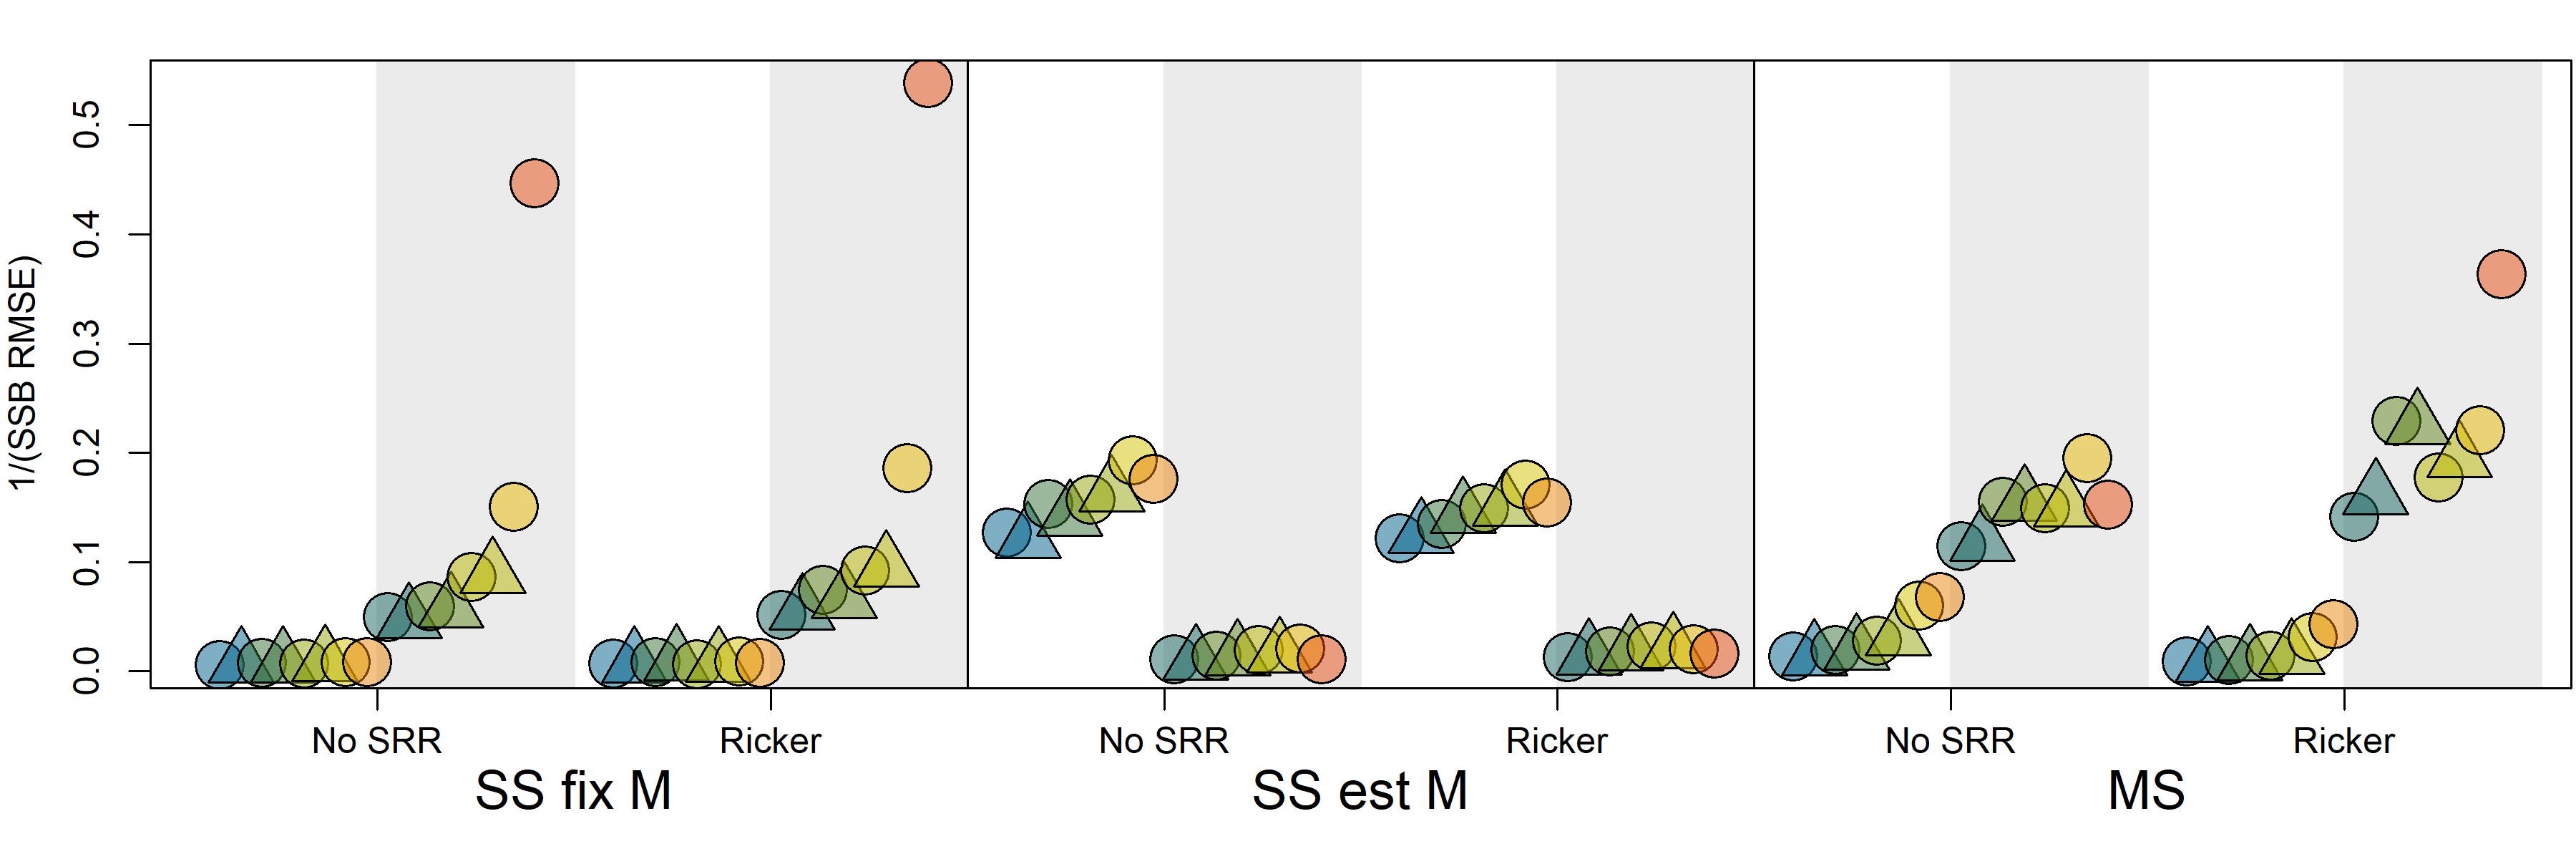 1/(SSB RMSE)
0.5
0.4
0.3
0.2
0.1
0.0
No SRR Ricker No SRR Ricker No SRR Ricker
SS fix M SS est M MS